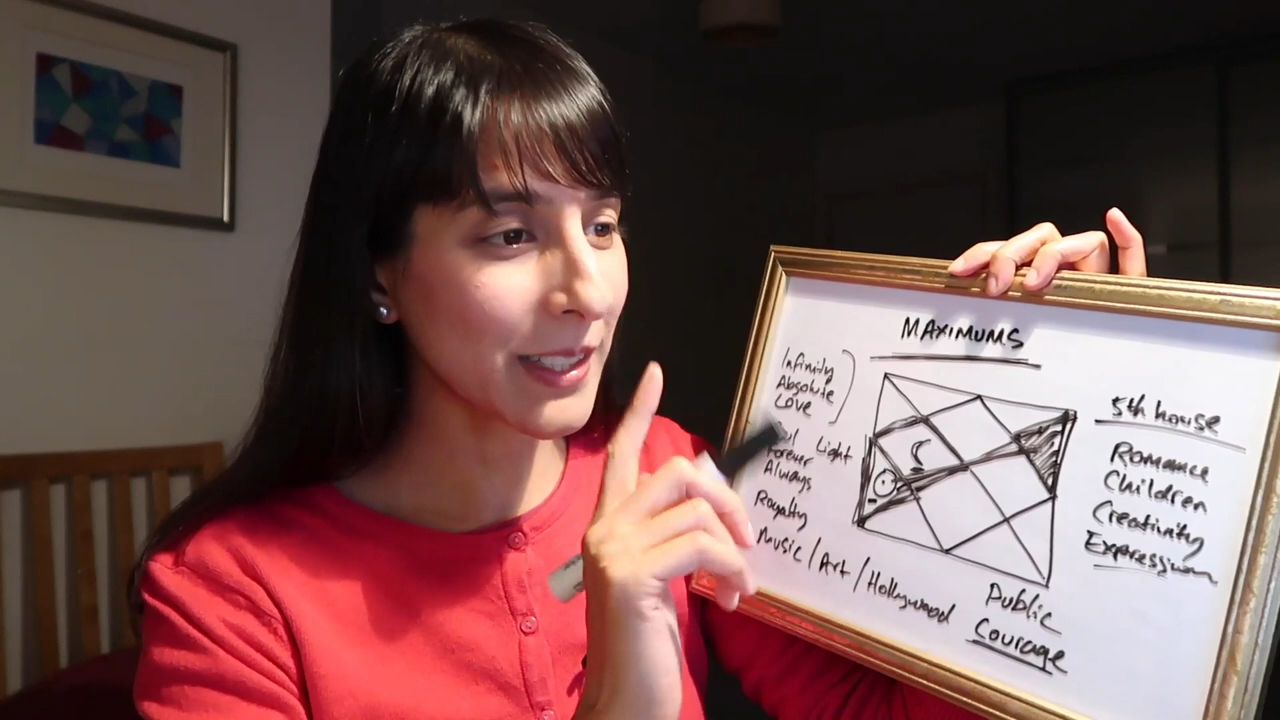 MAXIMUMS
Infinity
Absolute
Love
Light
Forever
Always
Royalty
Music / Art / Hollywood
Public
Courage
5th house
Romance
Children
Creativity
Expression